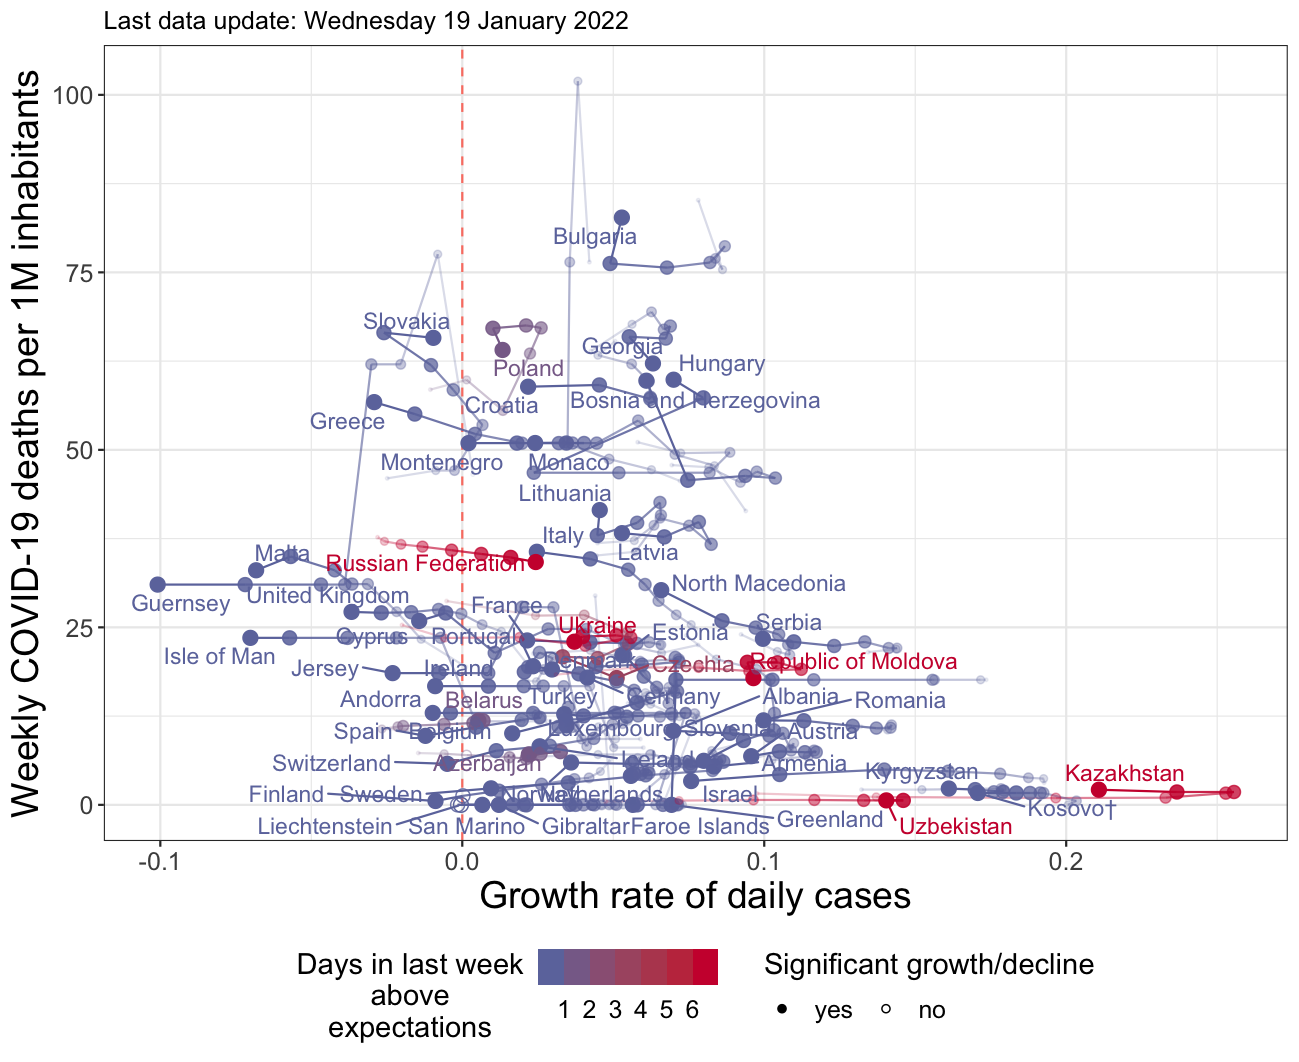 Last data update: Wednesday 19 January 2022
Weekly COVID-19 deaths per 1M inhabitants
100
75
50
25
0
Bulgaria
Slovakia
Georgia
Poland
Hungary
Croatia
Bosnia and Herzegovina
Greece
Montenegro
Monaco
Lithuania
Italy
Latvia
Malta
Russian Federation
North Macedonia
Guernsey
United Kingdom
France
Ukraine
Serbia
Cyprus
Portugal
Estonia
Isle of Man
Denmark
Czechia
Republic of Moldova
Jersey
Ireland
Andorra
Belarus
Turkey
Germany
Albania
Romania
Spain
Belgium
Luxembourg
Slovenia
Austria
Switzerland
Azerbaijan
Iceland
Armenia
Kyrgyzstan
Kazakhstan
Finland
Sweden
Norway
Netherlands
Israel
Kosovo†
Liechtenstein
San Marino
Gibraltar
Faroe Islands
Greenland
Uzbekistan
-0.1
0.0
0.1
0.2
Growth rate of daily cases
Days in last week
above
expectations
1 2 3 4 5 6
Significant growth/decline
yes
no